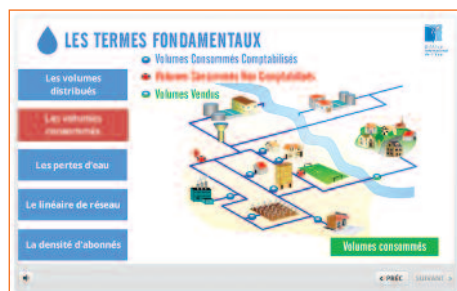 LES TERMES FONDAMENTAUX
Volumes Consommés Comptabilisés
Volumes Consommés Non Comptabilisés
Volumes Vendus
Les volumes
distribués
Les volumes
consommés
Les pertes d'eau
Le linéaire de réseau
La densité d'abonnés
Volumes consommés
< PRÉC
SUIVANT >